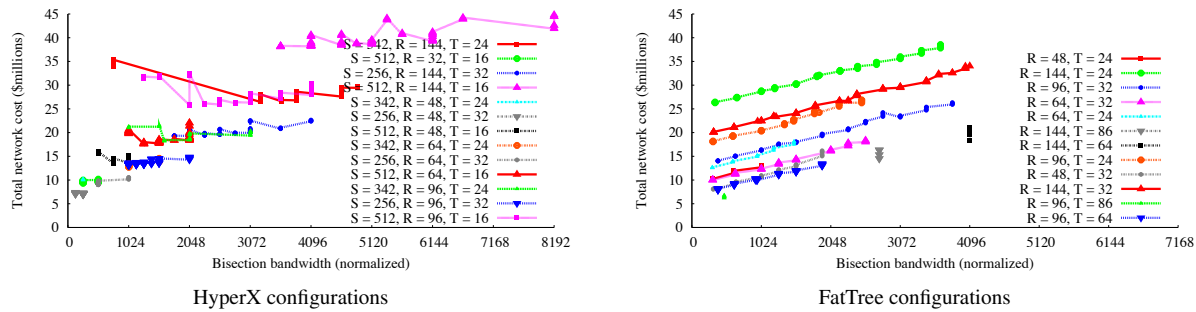 Total network cost ($millions)
45
40
35
30
25
20
15
10
5
0
S = 342, R = 144, T = 24
S = 512, R = 32, T = 16
S = 256, R = 144, T = 32
S = 512, R = 144, T = 16
S = 342, R = 48, T = 24
S = 256, R = 48, T = 32
S = 512, R = 48, T = 16
S = 342, R = 64, T = 24
S = 256, R = 64, T = 32
S = 512, R = 64, T = 16
S = 342, R = 96, T = 24
S = 256, R = 96, T = 32
S = 512, R = 96, T = 16
0 1024 2048 3072 4096 5120 6144 7168 8192
Bisection bandwidth (normalized)
HyperX configurations
Total network cost ($millions)
45
40
35
30
25
20
15
10
5
0
R = 48, T = 24
R = 144, T = 24
R = 96, T = 32
R = 64, T = 32
R = 64, T = 24
R = 144, T = 86
R = 144, T = 64
R = 96, T = 24
R = 48, T = 32
R = 144, T = 32
R = 96, T = 86
R = 96, T = 64
0 1024 2048 3072 4096 5120 6144 7168
Bisection bandwidth (normalized)
FatTree configurations